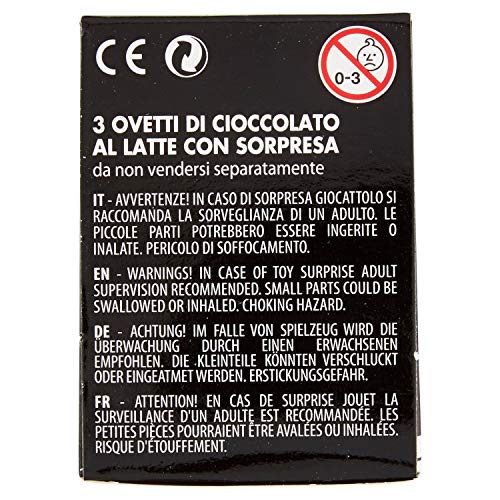 CE
0-3
3 OVETTI DI CIOCCOLATO
AL LATTE CON SORPRESA
da non vendersi separatamente
IT - AVVERTENZE! IN CASO DI SORPRESA GIOCATTOLO SI
RACCOMANDA LA SORVEGLIANZA DI UN ADULTO. LE
PICCOLE PARTI POTREBBERO ESSERE INGERITE O
INALATE. PERICOLO DI SOFFOCAMENTO.
EN - WARNINGS! IN CASE OF TOY SURPRISE ADULT
SUPERVISION RECOMMENDED. SMALL PARTS COULD BE
SWALLOWED OR INHALED. CHOKING HAZARD.
DE - ACHTUNG! IM FALLE VON SPIELZEUG WIRD DIE
ÜBERWACHUNG DURCH EINEN ERWACHSENEN
EMPFOHLEN. DIE KLEINTEILE KÖNNTEN VERSCHLUCKT
ODER EINGEATMET WERDEN. ERSTICKUNGSGEFAHR.
FR - ATTENTION! EN CAS DE SURPRISE JOUET LA
SURVEILLANCE D'UN ADULTE EST RECOMMANDÉE. LES
PETITES PIÈCES POURRAIENT ÊTRE AVALÉES OU INHALÉES.
RISQUE D'ÉTOUFFEMENT.